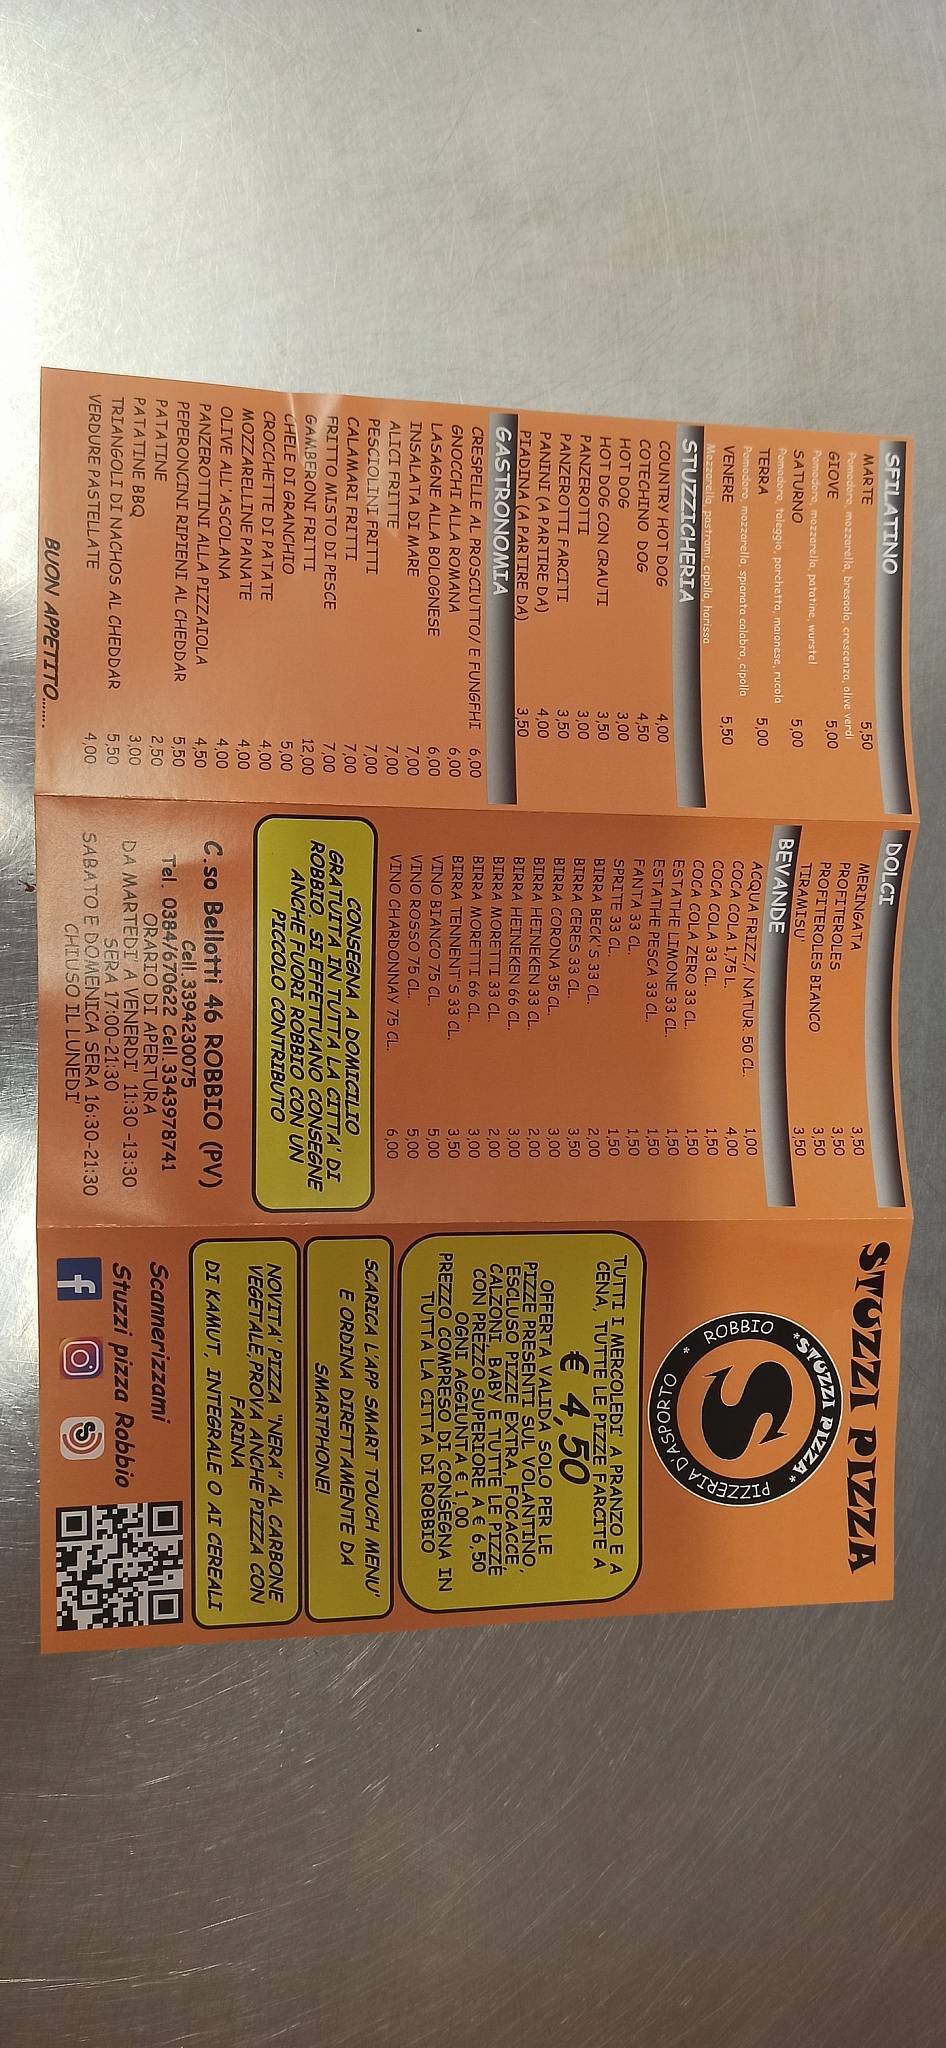 SFILATINO
MARTE 5,50
Pomodoro, mozzarella, bresaola, crescenza, olive verdi
GIOVE 5,00
Pomodoro, mozzarella, patatine, wurstel
SATURNO 5,00
Pomodoro, taleggio, porchetta, maionese, rucola
TERRA 5,00
Pomodoro, mozzarella, spianata calabra, cipolla
VENERE 5,50
Mozzarella, pastrami, cipolla, harissa
STUZZICHERIA
COUNTRY HOT DOG 4,00
COTECHINO DOG 4,50
HOT DOG 3,00
HOT DOG CON CRAUTI 3,50
PANZEROTTI 3,00
PANZEROTTI FARCITI 3,50
PANINI (A PARTIRE DA) 4,00
PIADINA (A PARTIRE DA) 3,50
GASTRONOMIA
CRESPELLE AL PROSCIUTTO/ E FUNGFHI 6,00
GNOCCHI ALLA ROMANA 6,00
LASAGNE ALLA BOLOGNESE 6,00
INSALATA DI MARE 7,00
ALICI FRITTE 7,00
PESCIOLINI FRITTI 7,00
CALAMARI FRITTI 7,00
FRITTO MISTO DI PESCE 7,00
GAMBERONI FRITTI 12,00
CHELE DI GRANCHIO 5,00
CROCCHETTE DI PATATE 4,00
MOZZARELLINE PANATE 4,00
OLIVE ALL'ASCOLANA 4,00
PANZEROTTINI ALLA PIZZAIOLA 4,50
PEPERONCINI RIPIENI AL CHEDDAR 5,50
PATATINE 2,50
PATATINE BBQ 3,00
TRIANGOLI DI NACHOS AL CHEDDAR 5,50
VERDURE PASTELLATE 4,00
BUON APPETITO.......
DOLCI
MERINGATA 3,50
PROFITEROLES 3,50
PROFITEROLES BIANCO 3,50
TIRAMISU' 3,50
BEVANDE
ACQUA FRIZZ./ NATUR. 50 CL. 1,00
COCA COLA 1,75 L. 4,00
COCA COLA 33 CL. 1,50
COCA COLA ZERO 33 CL. 1,50
ESTATHE LIMONE 33 CL. 1,50
ESTATHE PESCA 33 CL. 1,50
FANTA 33 CL. 1,50
SPRITE 33 CL. 1,50
BIRRA BECK'S 33 CL. 2,00
BIRRA CERES 33 CL. 3,50
BIRRA CORONA 35 CL. 3,00
BIRRA HEINEKEN 33 CL. 2,00
BIRRA HEINEKEN 66 CL. 3,00
BIRRA MORETTI 33 CL. 2,00
BIRRA MORETTI 66 CL. 3,00
BIRRA TENNENT'S 33 CL. 3,50
VINO BIANCO 75 CL. 5,00
VINO ROSSO 75 CL. 5,00
VINO CHARDONNAY 75 CL. 6,00
CONSEGNA A DOMICILIO
GRATUITA IN TUTTA LA CITTA' DI
ROBBIO. SI EFFETTUANO CONSEGNE
ANCHE FUORI ROBBIO CON UN
PICCOLO CONTRIBUTO
C.so Bellotti 46 ROBBIO (PV)
Cell.3394230075
Tel. 0384/670622 Cell.3343978741
ORARIO DI APERTURA
DA MARTEDI' A VENERDI' 11:30 -13:30
SERA 17:00-21:30
SABATO E DOMENICA SERA 16:30-21:30
CHIUSO IL LUNEDI'
STUZZI PIZZA
*STUZZI PIZZA*
ROBBIO * PIZZERIA D'ASPORTO *
S
TUTTI I MERCOLEDI' A PRANZO E A
CENA, TUTTE LE PIZZE FARCITE A
€ 4,50
OFFERTA VALIDA SOLO PER LE
PIZZE PRESENTI SUL VOLANTINO,
ESCLUSO PIZZE EXTRA, FOCACCE,
CALZONI, BABY E TUTTE LE PIZZE
CON PREZZO SUPERIORE A € 6,50
OGNI AGGIUNTA € 1,00
PREZZO COMPRESO DI CONSEGNA IN
TUTTA LA CITTA DI ROBBIO
SCARICA L'APP SMART TOUCH MENU'
E ORDINA DIRETTAMENTE DA
SMARTPHONE!
NOVITA' PIZZA "NERA" AL CARBONE
VEGETALE,PROVA ANCHE PIZZA CON
FARINA
DI KAMUT, INTEGRALE O AI CEREALI
Scannerizzami
Stuzzi pizza Robbio